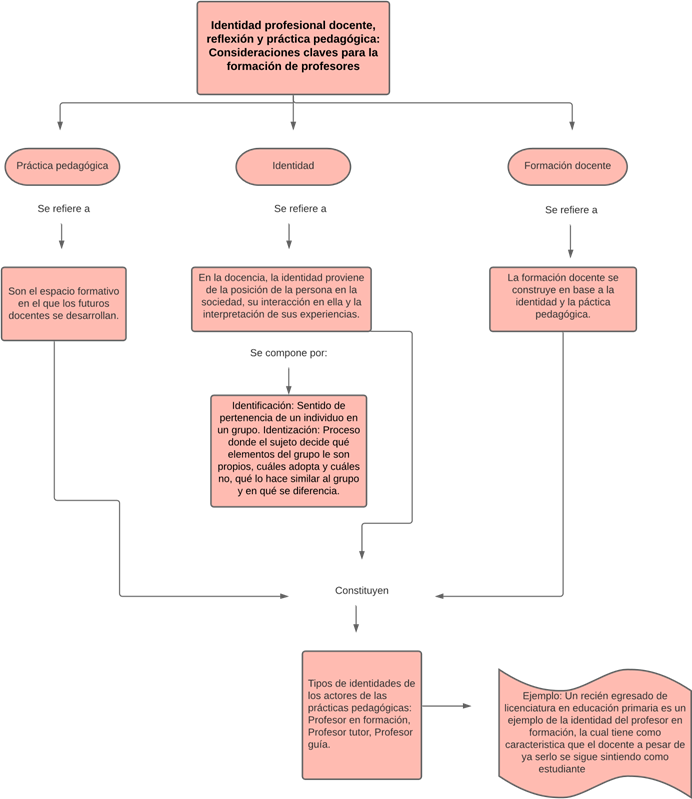 Identidad profesional docente,
reflexión y práctica pedagógica:
Consideraciones claves para la
formación de profesores
Práctica pedagógica
Identidad
Formación docente
Se refiere a
Se refiere a
Se refiere a
Son el espacio formativo
en el que los futuros
docentes se desarrollan.
En la docencia, la identidad proviene
de la posición de la persona en la
sociedad, su interacción en ella y la
interpretación de sus experiencias.
La formación docente se
construye en base a la
identidad y la páctica
pedagógica.
Se compone por:
Identificación: Sentido de
pertenencia de un individuo en
un grupo. Identización: Proceso
donde el sujeto decide qué
elementos del grupo le son
propios, cuáles adopta y cuáles
no, qué lo hace similar al grupo
y en qué se diferencia.
Constituyen
Tipos de identidades de
los actores de las
prácticas pedagógicas:
Profesor en formación,
Profesor tutor, Profesor
guía.
Ejemplo: Un recién egresado de
licenciatura en educación primaria es un
ejemplo de la identidad del profesor en
formación, la cual tiene como
caracteristica que el docente a pesar de
ya serlo se sigue sintiendo como
estudiante